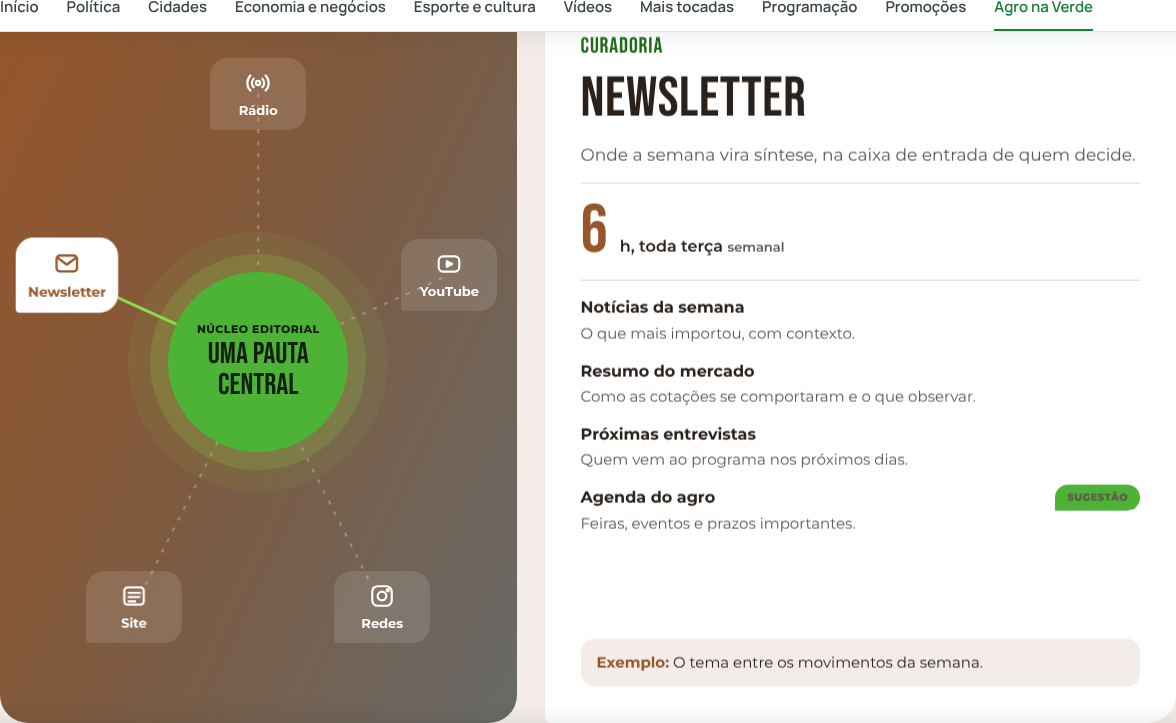 Início Política Cidades Economia e negócios Esporte e cultura Vídeos Mais tocadas Programação Promoções Agro na Verde
Rádio
Newsletter
YouTube
NÚCLEO EDITORIAL
UMA PAUTA
CENTRAL
Site
Redes
CURADORIA
NEWSLETTER
Onde a semana vira síntese, na caixa de entrada de quem decide.
6 h, toda terça semanal
Notícias da semana
O que mais importou, com contexto.
Resumo do mercado
Como as cotações se comportaram e o que observar.
Próximas entrevistas
Quem vem ao programa nos próximos dias.
Agenda do agro SUGESTÃO
Feiras, eventos e prazos importantes.
Exemplo: O tema entre os movimentos da semana.